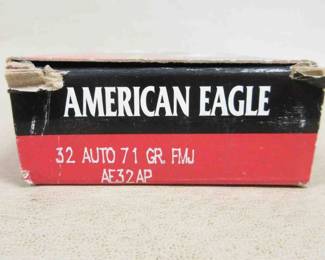 AMERICAN EAGLE
32 AUTO 71 GR. FMJ
AE32AP